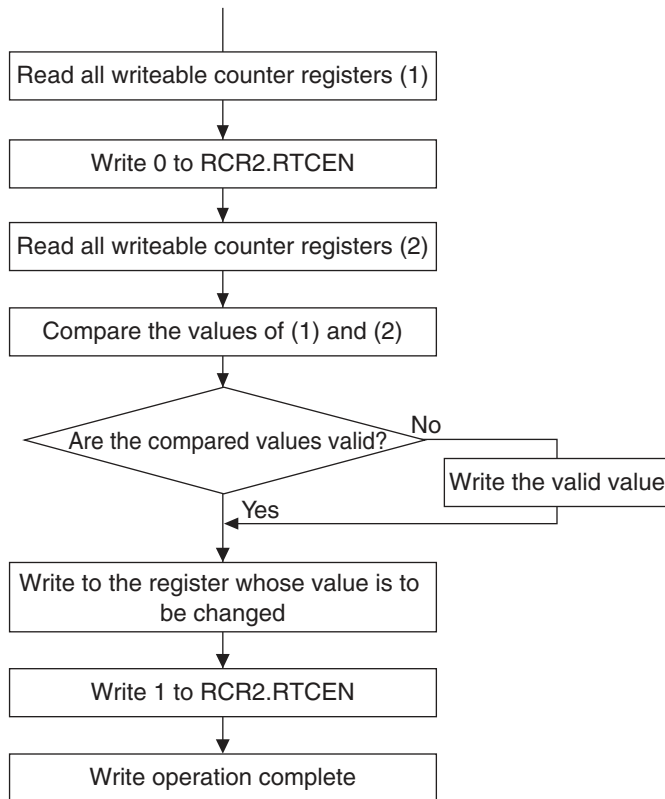 Read all writeable counter registers (1)
Write 0 to RCR2.RTCEN
Read all writeable counter registers (2)
Compare the values of (1) and (2)
Are the compared values valid?
No
Write the valid value
Yes
Write to the register whose value is to
be changed
Write 1 to RCR2.RTCEN
Write operation complete